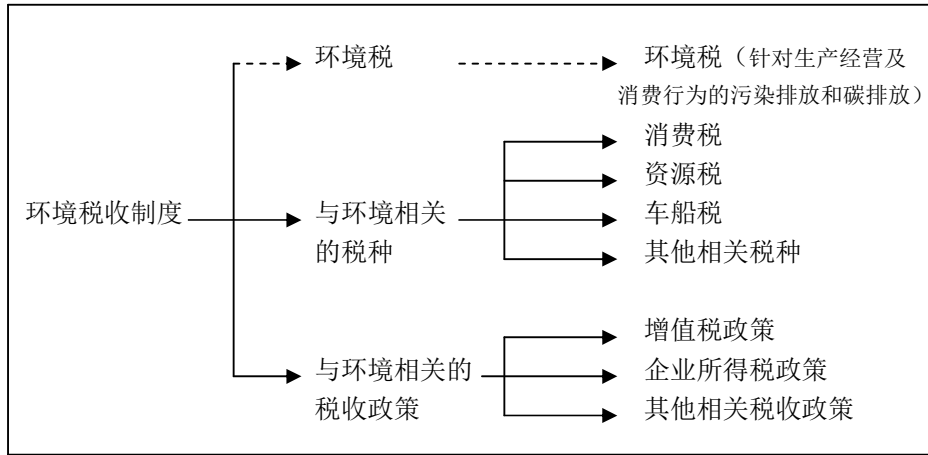 环境税收制度
环境税
环境税（针对生产经营及
消费行为的污染排放和碳排放）
与环境相关
的税种
消费税
资源税
车船税
其他相关税种
与环境相关的
税收政策
增值税政策
企业所得税政策
其他相关税收政策